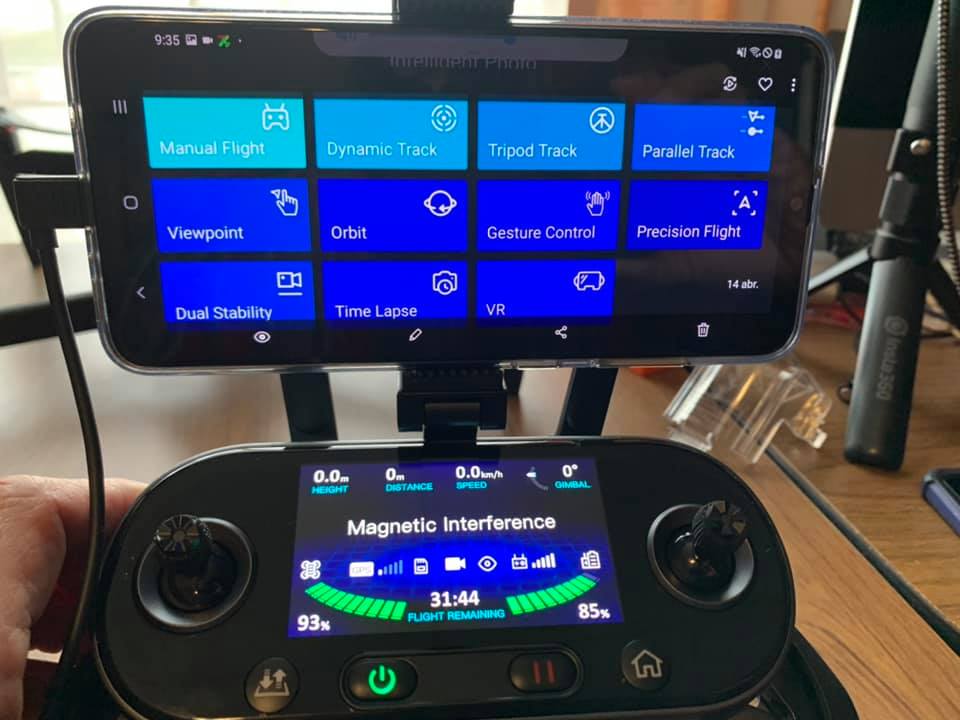 9:35
Intelligent Photo
Manual Flight
Dynamic Track
Tripod Track
Parallel Track
Viewpoint
Orbit
Gesture Control
Precision Flight
A
Dual Stability
Time Lapse
VR
14 abr.
Insta360
0.0m
HEIGHT
0m
DISTANCE
0.0km/h
SPEED
0°
GIMBAL
Magnetic Interference
GPS
31:44
FLIGHT REMAINING
93%
85%